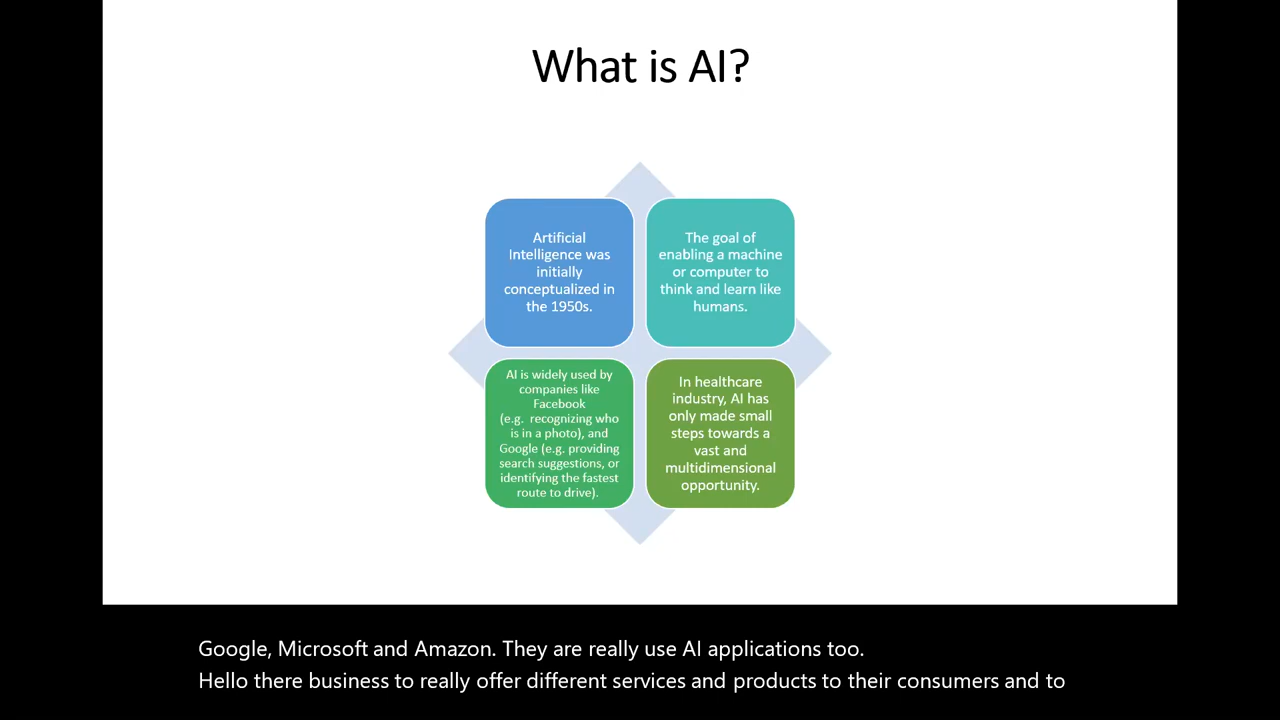 What is AI?
Artificial
Intelligence was
initially
conceptualized in
the 1950s.
The goal of
enabling a machine
or computer to
think and learn like
humans.
AI is widely used by
companies like
Facebook
(e.g. recognizing who
is in a photo), and
Google (e.g. providing
search suggestions, or
identifying the fastest
route to drive).
In healthcare
industry, AI has
only made small
steps towards a
vast and
multidimensional
opportunity.
Google, Microsoft and Amazon. They are really use AI applications too.
Hello there business to really offer different services and products to their consumers and to